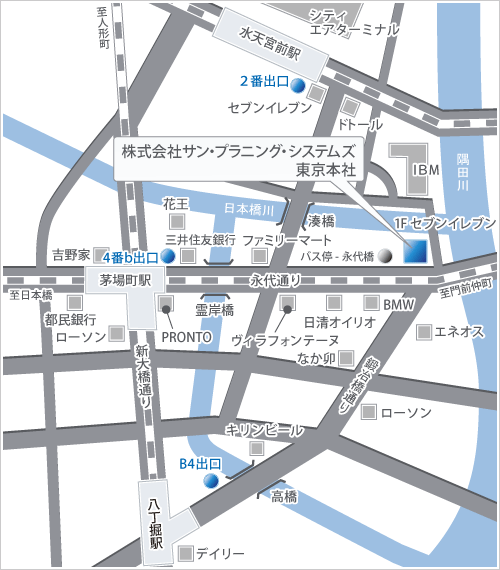 シティ
エアターミナル
至人形町
水天宮前駅
2番出口
セブンイレブン
ドトール
株式会社サン・プラニング・システムズ
東京本社
IBM
隅田川
花王
日本橋川
湊橋
1Fセブンイレブン
吉野家
4番b出口
三井住友銀行
ファミリーマート
バス停-永代橋
茅場町駅
永代通り
至日本橋
至門前仲町
都民銀行
ローソン
PRONTO
霊岸橋
ヴィラフォンテーヌ
日清オイリオ
BMW
エネオス
なか卯
新大橋通り
鍛冶橋通り
ローソン
キリンビール
B4出口
高橋
八丁堀駅
デイリー